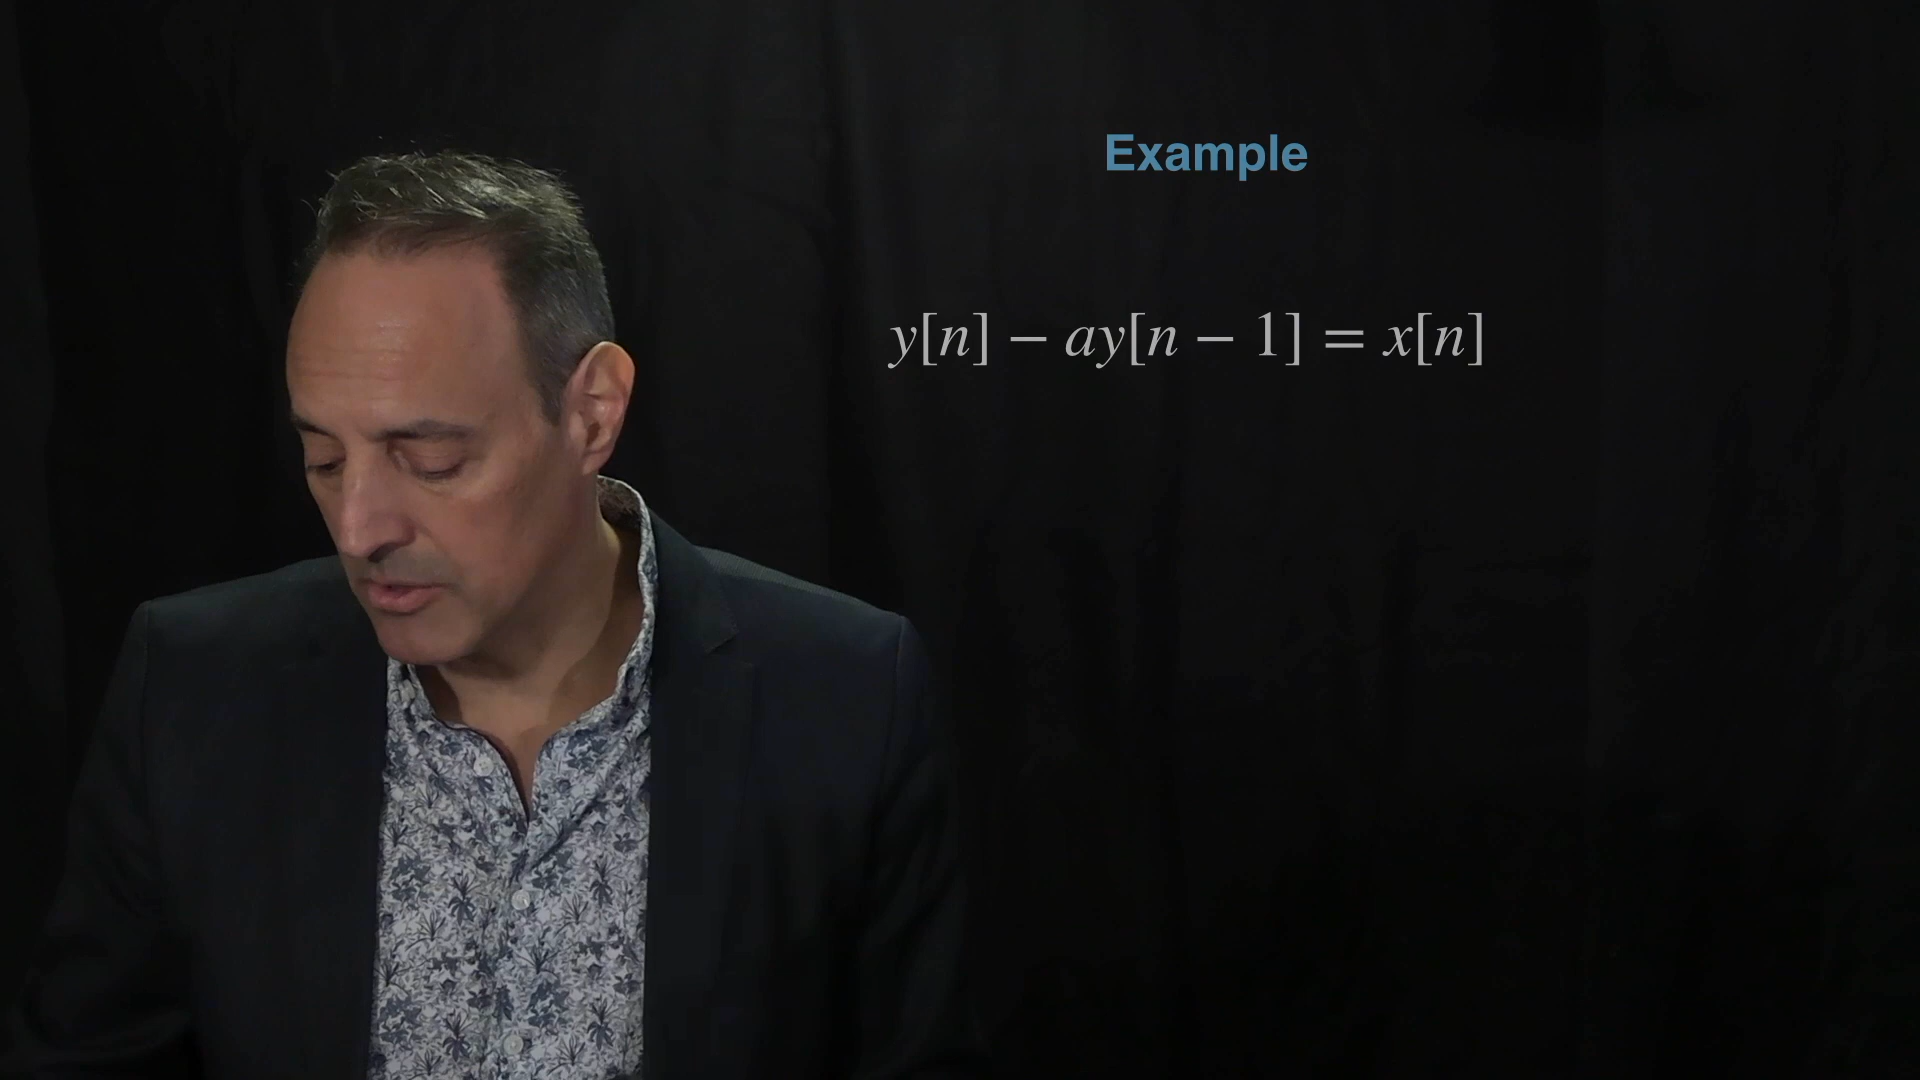 Example
y[n] − ay[n − 1] = x[n]